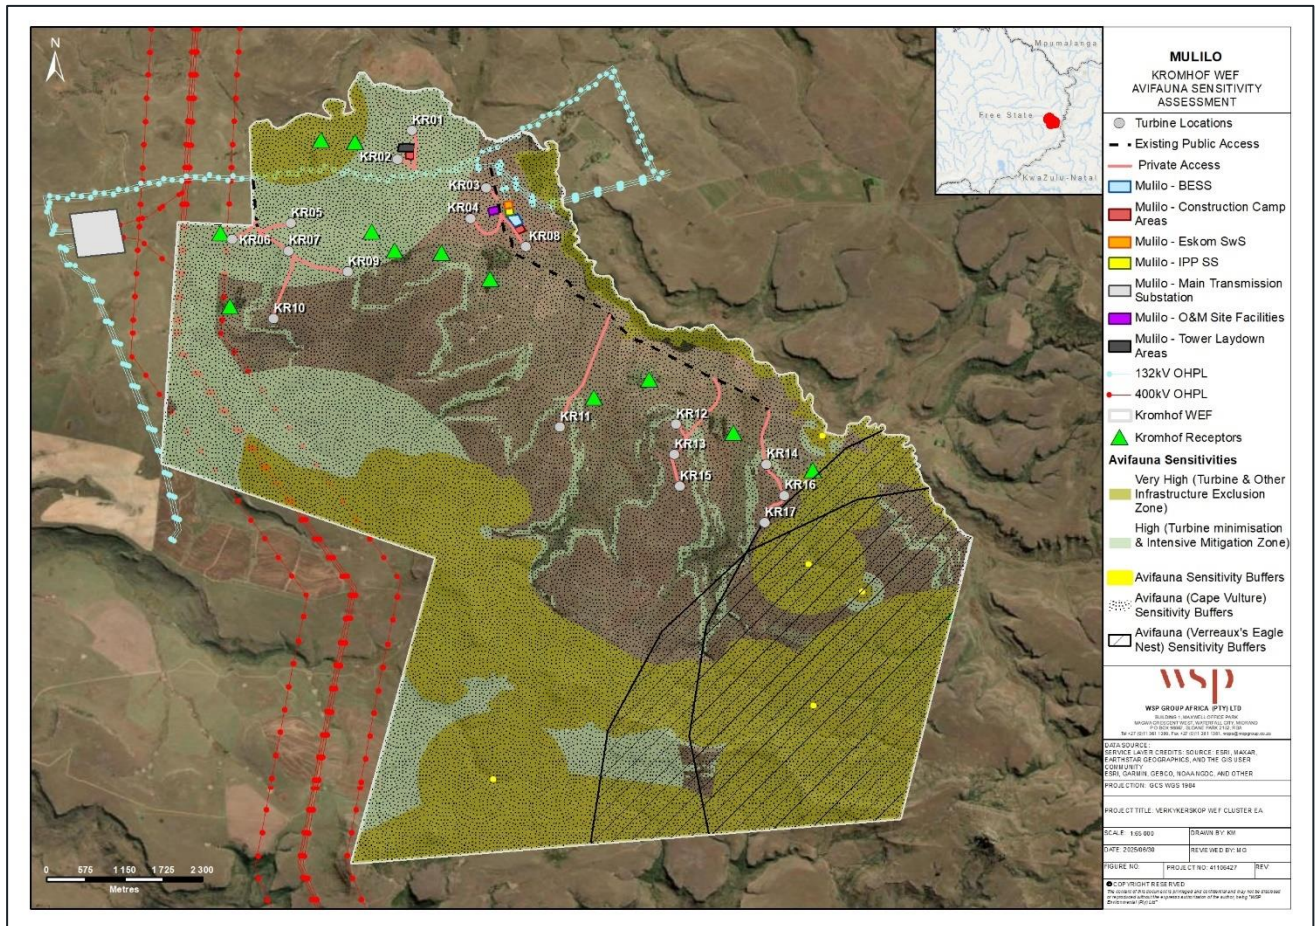 N
KR01
KR02
KR03
KR04
KR05
KR06
KR07
KR08
KR09
KR10
KR11
KR12
KR13
KR14
KR15
KR16
KR17
0 575 1 150 1 725 2 300
Metres
Mpumalanga
Free State
KwaZulu-Natal
MULILO
KROMHOF WEF
AVIFAUNA SENSITIVITY
ASSESSMENT
Turbine Locations
Existing Public Access
Private Access
Mulilo - BESS
Mulilo - Construction Camp
Areas
Mulilo - Eskom SwS
Mulilo - IPP SS
Mulilo - Main Transmission
Substation
Mulilo - O&M Site Facilities
Mulilo - Tower Laydown
Areas
132kV OHPL
400kV OHPL
Kromhof WEF
Kromhof Receptors
Avifauna Sensitivities
Very High (Turbine & Other
Infrastructure Exclusion
Zone)
High (Turbine minimisation
& Intensive Mitigation Zone)
Avifauna Sensitivity Buffers
Avifauna (Cape Vulture)
Sensitivity Buffers
Avifauna (Verreaux's Eagle
Nest) Sensitivity Buffers
wsp
WSP GROUP AFRICA (PTY) LTD
DATA SOURCE:
SERVICE LAYER CREDITS: SOURCE: ESRI, MAXAR,
EARTHSTAR GEOGRAPHICS, AND THE GIS USER
COMMUNITY
ESRI, GARMIN, GEBCO, NOAA NGDC, AND OTHER
PROJECTION: GCS WGS 1984
PROJECT TITLE: VERKYKERSKOP WEF CLUSTER EA
SCALE: 1:65 000 DRAWN BY: KM
DATE: 2025/06/30 REVIEWED BY: MG
FIGURE NO: PROJECT NO: 41106427 REV:
COPYRIGHT RESERVED